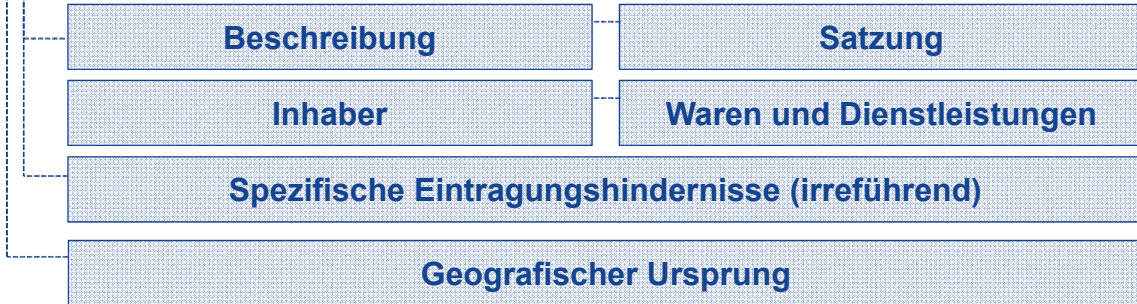 Beschreibung
Satzung
Inhaber
Waren und Dienstleistungen
Spezifische Eintragungshindernisse (irreführend)
Geografischer Ursprung